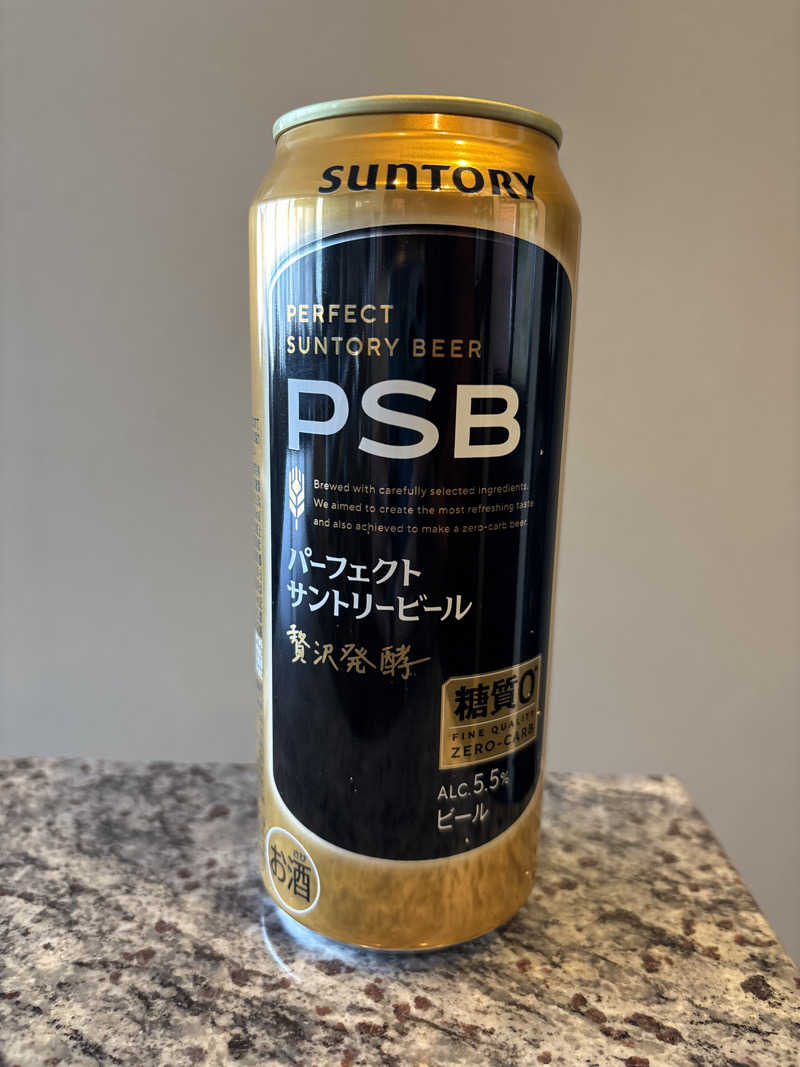 SUNTORY
PERFECT
SUNTORY BEER
PSB
Brewed with carefully selected ingredients.
We aimed to create the most refreshing taste
and also achieved to make a zero-carb beer.
パーフェクト
サントリービール
贅沢発酵
糖質0*
FINE QUALITY
ZERO-CARB
ALC.5.5%
ビール
お酒